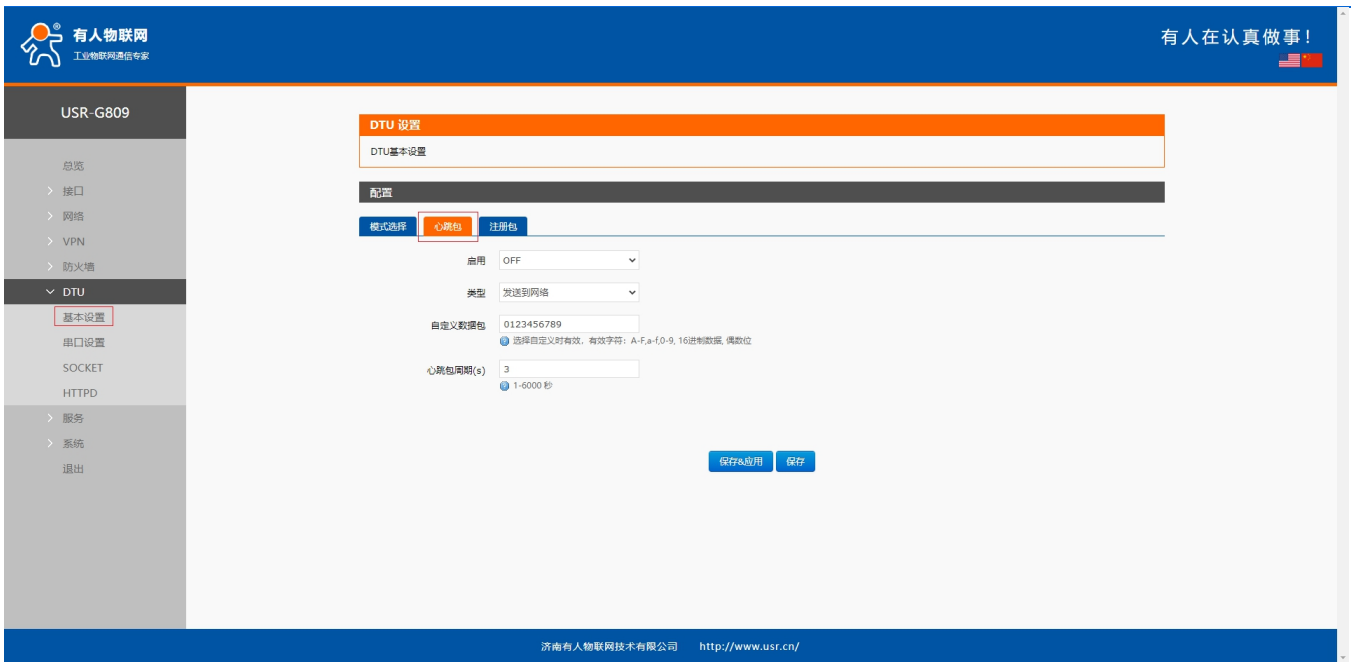 有人物联网
®
工业物联网通信专家
有人在认真做事！
USR-G809
总览
接口
网络
VPN
防火墙
DTU
基本设置
串口设置
SOCKET
HTTPD
服务
系统
退出
DTU 设置
DTU基本设置
配置
模式选择 心跳包 注册包
启用 OFF
类型 发送到网络
自定义数据包 0123456789
选择自定义时有效，有效字符：A-F,a-f,0-9, 16进制数据, 偶数位
心跳包周期(s) 3
1-6000 秒
保存&应用 保存
济南有人物联网技术有限公司 http://www.usr.cn/